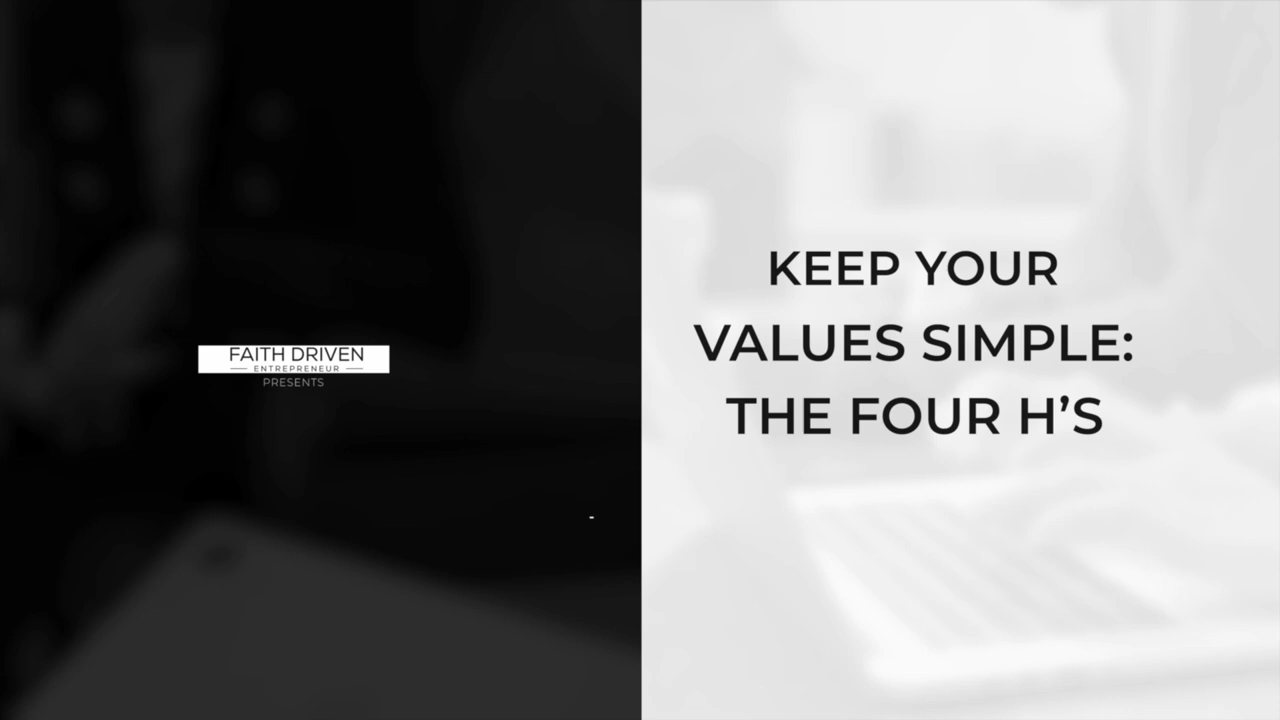 FAITH DRIVEN
ENTREPRENEUR
PRESENTS
KEEP YOUR
VALUES SIMPLE:
THE FOUR H’S